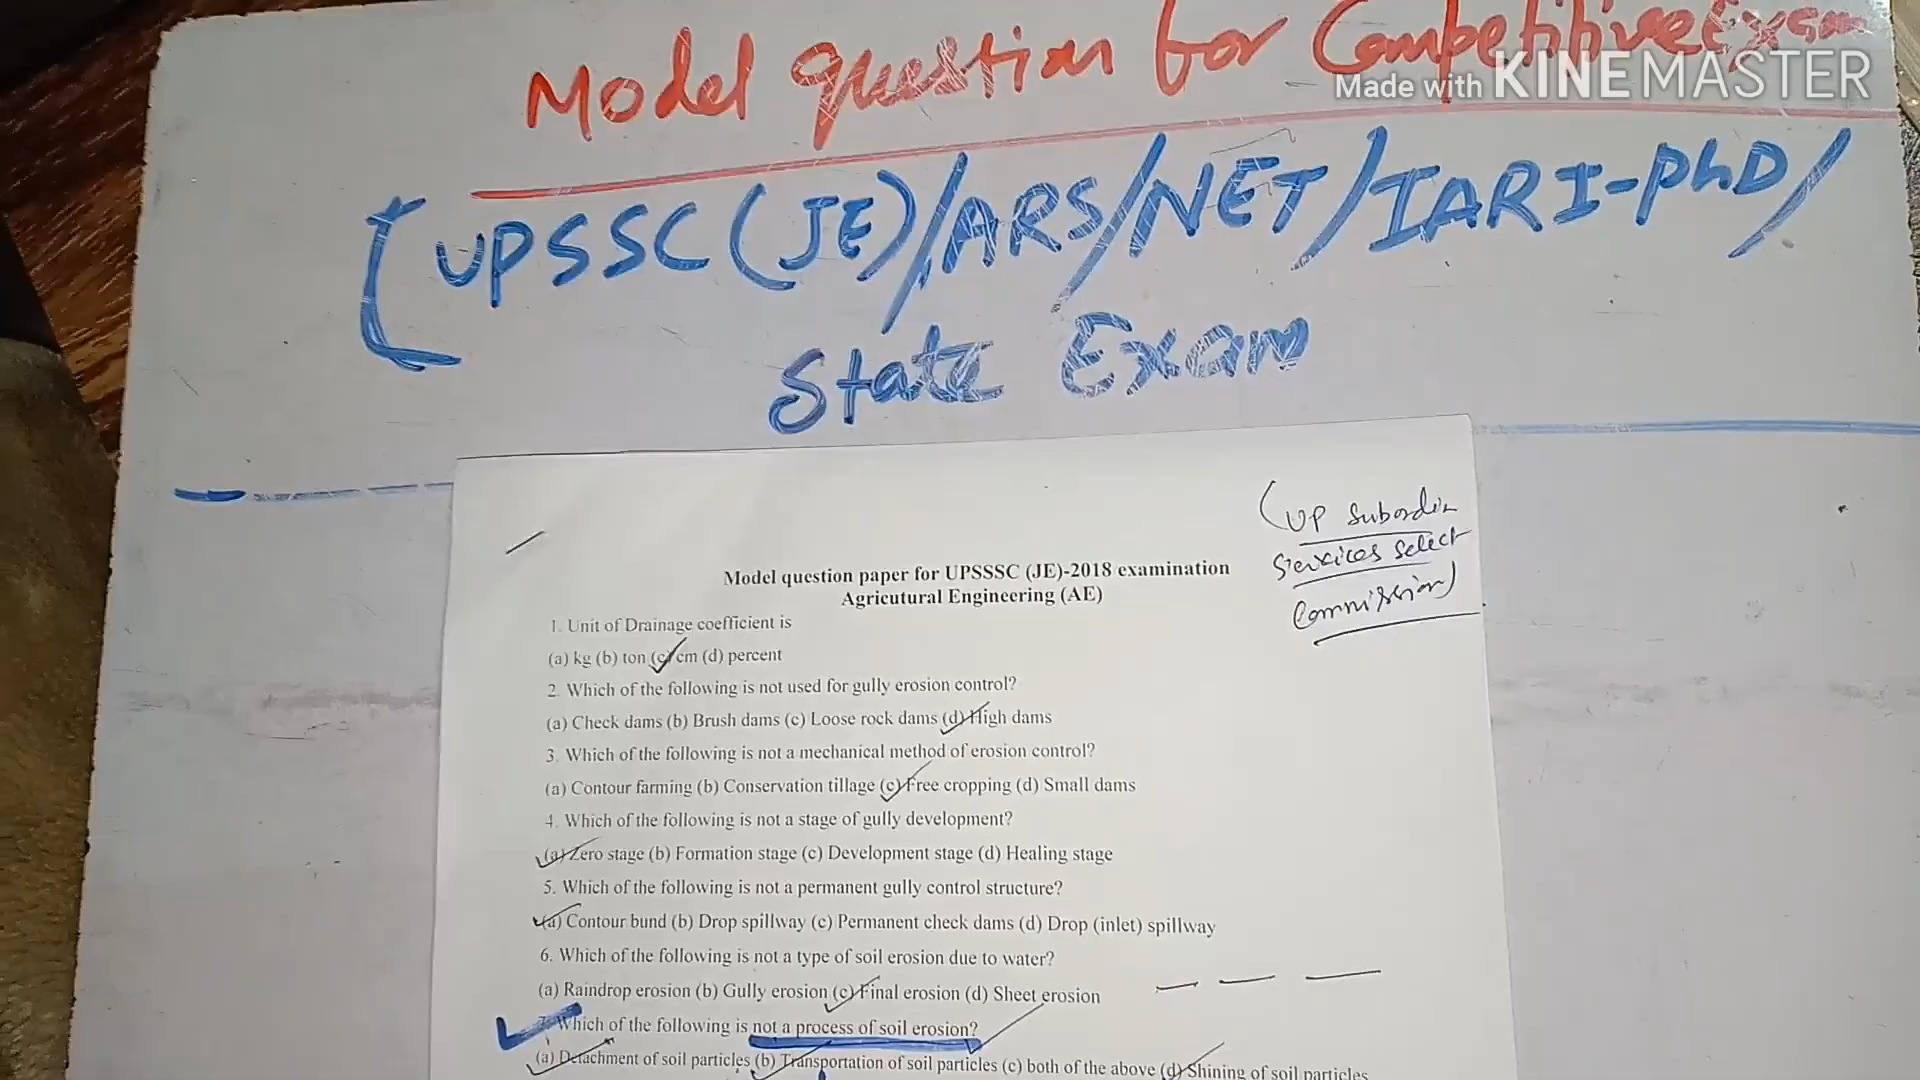 Model question for Competitive Exam
Made with KINEMASTER
[UPSSSC (JE)/ARS/NET/IARI-PhD/
State Exam
(UP Subordin
Services Select
Commission)
Model question paper for UPSSSC (JE)-2018 examination
Agricutural Engineering (AE)
1. Unit of Drainage coefficient is
(a) kg (b) ton (c) cm (d) percent
2. Which of the following is not used for gully erosion control?
(a) Check dams (b) Brush dams (c) Loose rock dams (d) High dams
3. Which of the following is not a mechanical method of erosion control?
(a) Contour farming (b) Conservation tillage (c) Free cropping (d) Small dams
4. Which of the following is not a stage of gully development?
(a) Zero stage (b) Formation stage (c) Development stage (d) Healing stage
5. Which of the following is not a permanent gully control structure?
(a) Contour bund (b) Drop spillway (c) Permanent check dams (d) Drop (inlet) spillway
6. Which of the following is not a type of soil erosion due to water?
(a) Raindrop erosion (b) Gully erosion (c) Final erosion (d) Sheet erosion
7. Which of the following is not a process of soil erosion?
(a) Detachment of soil particles (b) Transportation of soil particles (c) both of the above (d) Shining of soil particles